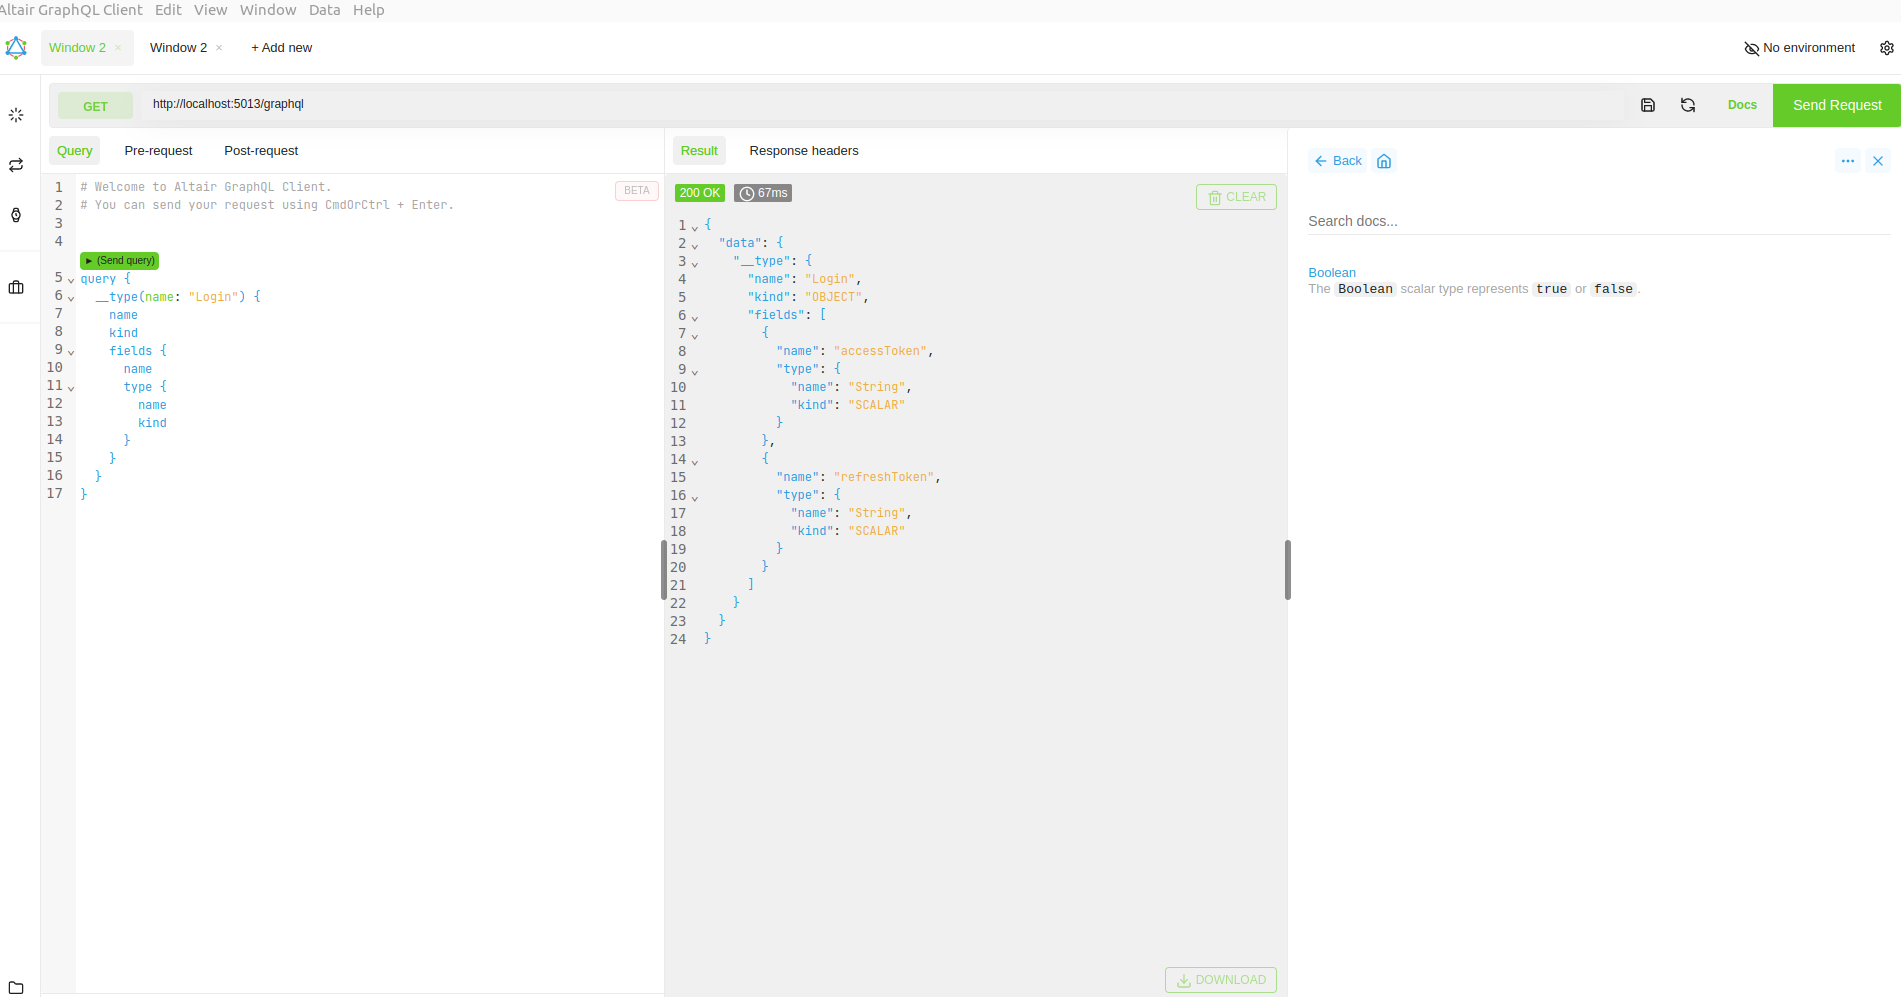 Altair GraphQL Client Edit View Window Data Help
Window 2 × Window 2 × + Add new No environment
GET http://localhost:5013/graphql Docs Send Request
Query Pre-request Post-request
BETA
1 # Welcome to Altair GraphQL Client.
2 # You can send your request using CmdOrCtrl + Enter.
3
4
▶ (Send query)
5 query {
6 __type(name: "Login") {
7 name
8 kind
9 fields {
10 name
11 type {
12 name
13 kind
14 }
15 }
16 }
17 }
Result Response headers
200 OK 67ms CLEAR
1 {
2 "data": {
3 "__type": {
4 "name": "Login",
5 "kind": "OBJECT",
6 "fields": [
7 {
8 "name": "accessToken",
9 "type": {
10 "name": "String",
11 "kind": "SCALAR"
12 }
13 },
14 {
15 "name": "refreshToken",
16 "type": {
17 "name": "String",
18 "kind": "SCALAR"
19 }
20 }
21 ]
22 }
23 }
24 }
DOWNLOAD
Back
Search docs...
Boolean
The Boolean scalar type represents true or false.